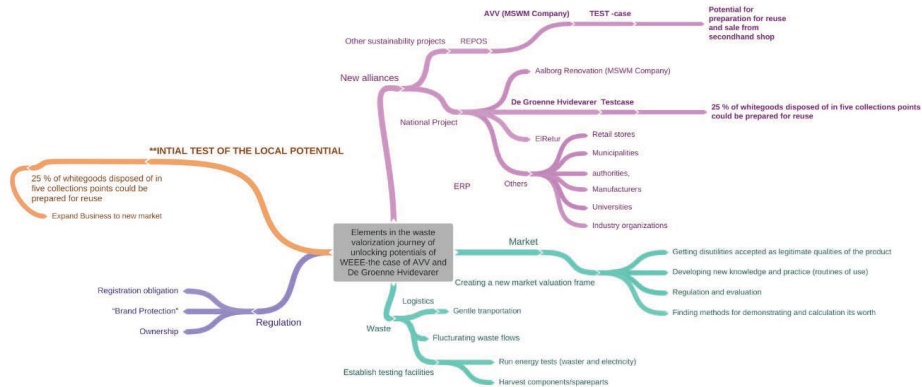 AVV (MSWM Company)
TEST -case
Potential for
preparation for reuse
and sale from
secondhand shop
Other sustainability projects
REPOS
New alliances
Aalborg Renovation (MSWM Company)
De Groenne Hvidevarer Testcase
25 % of whitegoods disposed of in five collections points
could be prepared for reuse
National Project
ElRetur
Retail stores
Municipalities
authorities,
Manufacturers
Universities
Industry organizations
Others
ERP
**INTIAL TEST OF THE LOCAL POTENTIAL
25 % of whitegoods disposed of in
five collections points could be
prepared for reuse
Expand Business to new market
Elements in the waste
valorization journey of
unlocking potentials of
WEEE-the case of AVV and
De Groenne Hvidevarer
Market
Creating a new market valuation frame
Getting disutilities accepted as legitimate qualities of the product
Developing new knowledge and practice (routines of use)
Regulation and evaluation
Finding methods for demonstrating and calculation its worth
Registration obligation
"Brand Protection"
Ownership
Regulation
Logistics
Gentle tranportation
Waste
Flucturating waste flows
Establish testing facilities
Run energy tests (waster and electricity)
Harvest components/spareparts